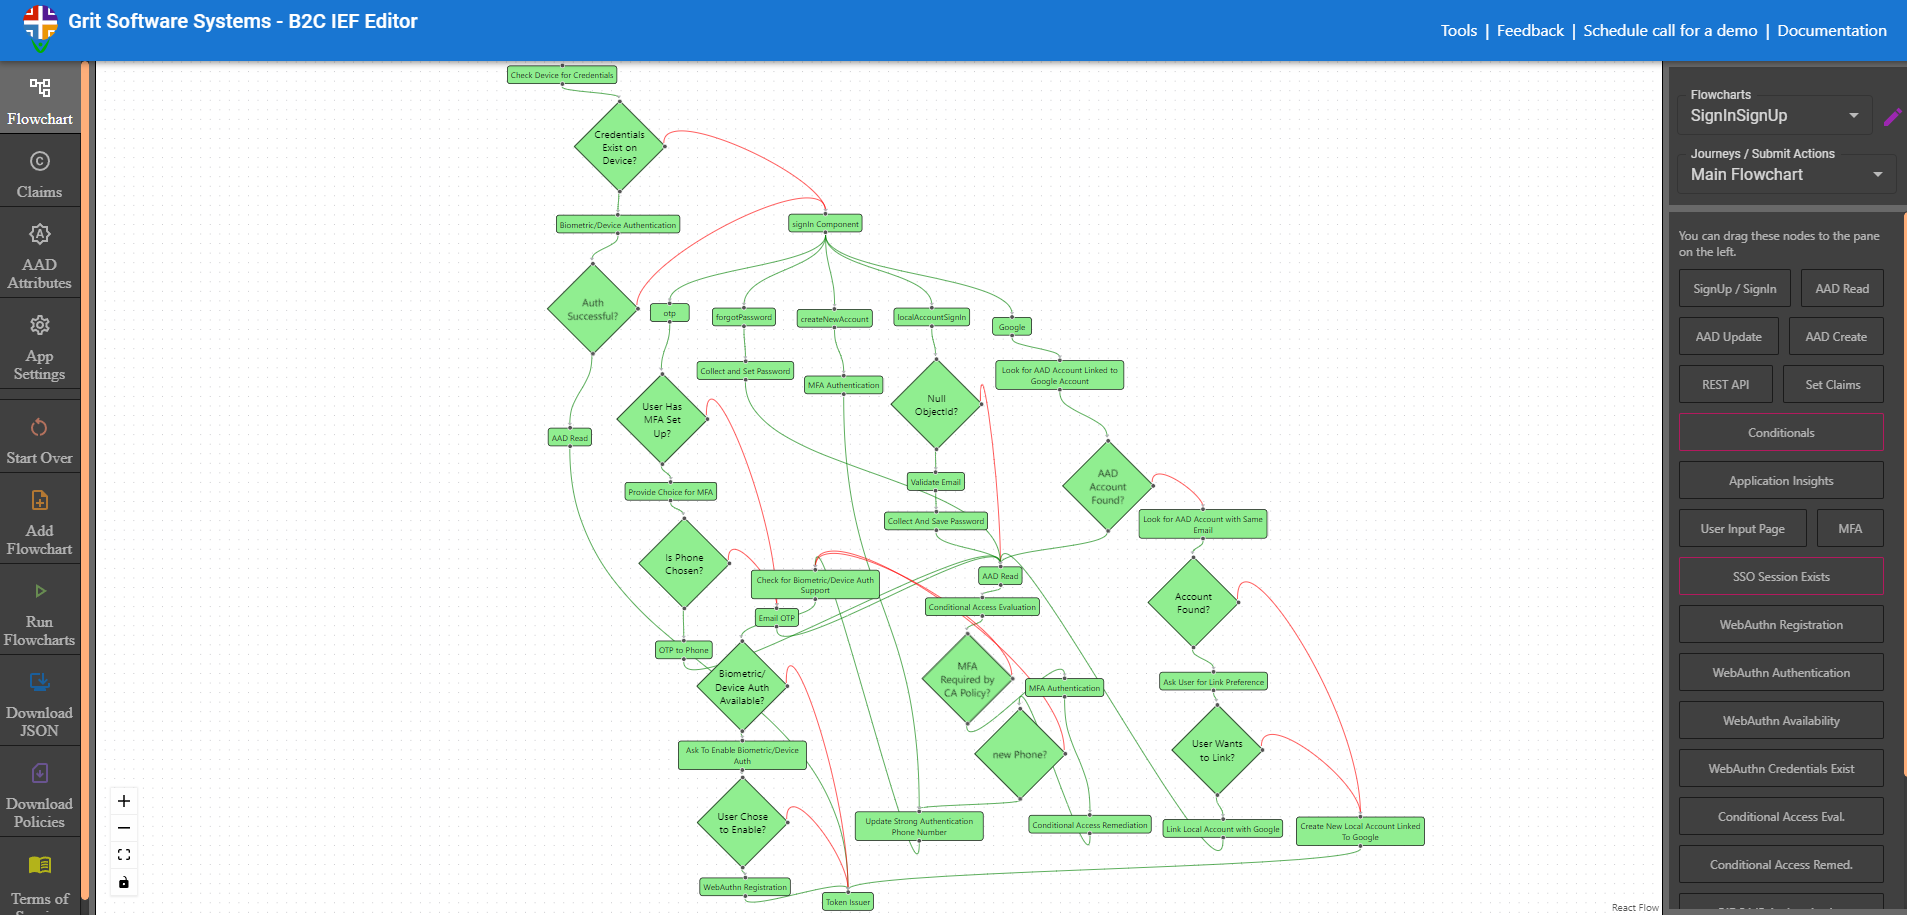 Grit Software Systems - B2C IEF Editor
Tools | Feedback | Schedule call for a demo | Documentation
Flowchart
Claims
AAD
Attributes
App
Settings
Start Over
Add
Flowchart
Run
Flowcharts
Download
JSON
Download
Policies
Terms of
Check Device for Credentials
Credentials
Exist on
Device?
Biometric/Device Authentication
signIn Component
Auth
Successful?
otp
forgotPassword
createNewAccount
localAccountSignIn
Google
Collect and Set Password
MFA Authentication
Look for AAD Account Linked to
Google Account
User Has
MFA Set
Up?
Null
ObjectId?
AAD Read
AAD
Account
Found?
Provide Choice for MFA
Validate Email
Collect And Save Password
Look for AAD Account with Same
Email
Is Phone
Chosen?
Check for Biometric/Device Auth
Support
AAD Read
Conditional Access Evaluation
Account
Found?
Email OTP
OTP to Phone
Biometric/
Device Auth
Available?
MFA
Required by
CA Policy?
MFA Authentication
Ask User for Link Preference
Ask To Enable Biometric/Device
Auth
new Phone?
User Wants
to Link?
User Chose
to Enable?
Update Strong Authentication
Phone Number
Conditional Access Remediation
Link Local Account with Google
Create New Local Account Linked
To Google
WebAuthn Registration
Token Issuer
React Flow
Flowcharts
SignInSignUp
Journeys / Submit Actions
Main Flowchart
You can drag these nodes to the pane
on the left.
SignUp / SignIn
AAD Read
AAD Update
AAD Create
REST API
Set Claims
Conditionals
Application Insights
User Input Page
MFA
SSO Session Exists
WebAuthn Registration
WebAuthn Authentication
WebAuthn Availability
WebAuthn Credentials Exist
Conditional Access Eval.
Conditional Access Remed.